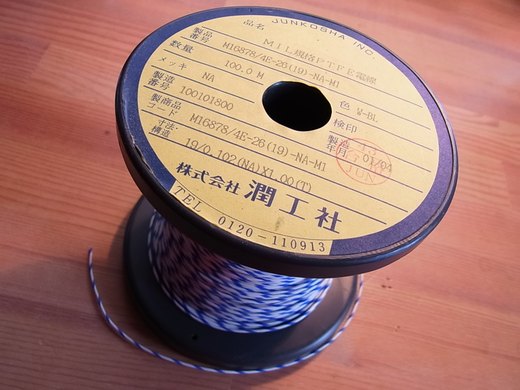 JUNKOSHA INC.
品名 MIL規格PTFE電線
製品番号 M16878/4E-26(19)-NA-M1
数量 100.0 M
メッキ NA 色 W-BL
製造番号 100101800 検印
製商品コード M16878/4E-26(19)-NA-M1 製造年月 01/04
寸法・構造 19/0.102(NA)X1.00(T)
株式会社 潤工社
TEL 0120-110913